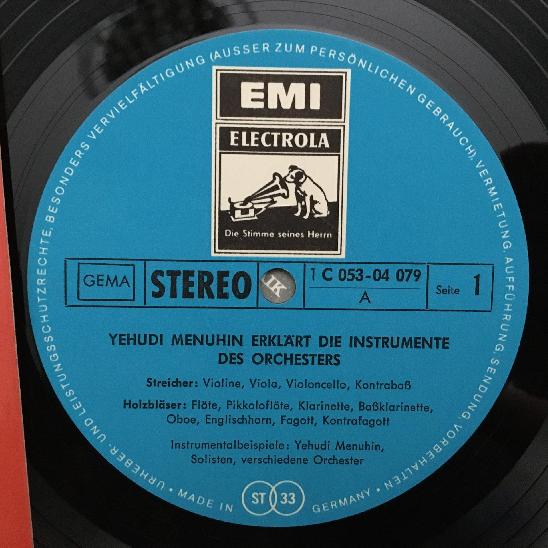 URHEBER- UND LEISTUNGSSCHUTZRECHTE, BESONDERS VERVIELFÄLTIGUNG (AUSSER ZUM PERSÖNLICHEN GEBRAUCH), VERMIETUNG, AUFFÜHRUNG, SENDUNG, VORBEHALTEN
EMI
ELECTROLA
Die Stimme seines Herrn
GEMA
STEREO
1 C 053-04 079
A
Seite 1
YEHUDI MENUHIN ERKLÄRT DIE INSTRUMENTE
DES ORCHESTERS
Streicher: Violine, Viola, Violoncello, Kontrabaß
Holzbläser: Flöte, Pikkoloflöte, Klarinette, Baßklarinette,
Oboe, Englischhorn, Fagott, Kontrafagott
Instrumentalbeispiele: Yehudi Menuhin,
Solisten, verschiedene Orchester
• MADE IN
ST 33
GERMANY •